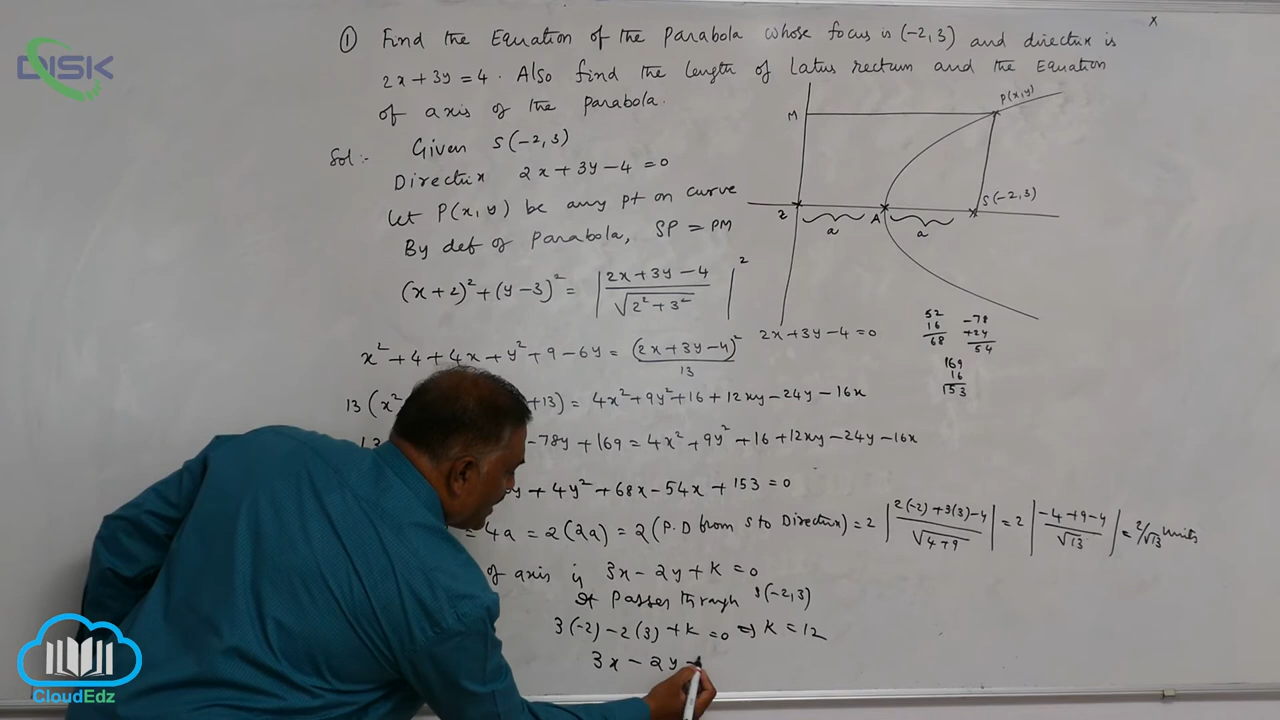 DISK
x
① Find the Equation of the Parabola whose focus is (-2,3) and directrix is
2x+3y=4. Also find the length of Latus rectum and the Equation
of axis of the parabola.
Sol:- Given S(-2,3)
Directrix 2x+3y-4=0
let P(x,y) be any pt on curve
By def of Parabola, SP = PM
(x+2)²+(y-3)² = |2x+3y-4/√2²+3²|²
x²+4+4x+y²+9-6y = (2x+3y-4)²/13
13(x² +13) = 4x²+9y²+16+12xy-24y-16x
13 -78y+169 = 4x²+9y²+16+12xy-24y-16x
y+4y²+68x-54x+153=0
= 4a = 2(2a) = 2(P.D from S to Directrix) = 2|2(-2)+3(3)-4/√4+9| = 2|-4+9-4/√13| = 2/√13 units
of axis is 3x-2y+k=0
It Passes through S(-2,3)
3(-2)-2(3)+k=0 ⇒ k=12
3x-2y+
M
P(x,y)
Z
a
A
a
S(-2,3)
2x+3y-4=0
52
16
68
-78
+24
54
169
16
153
CloudEdz